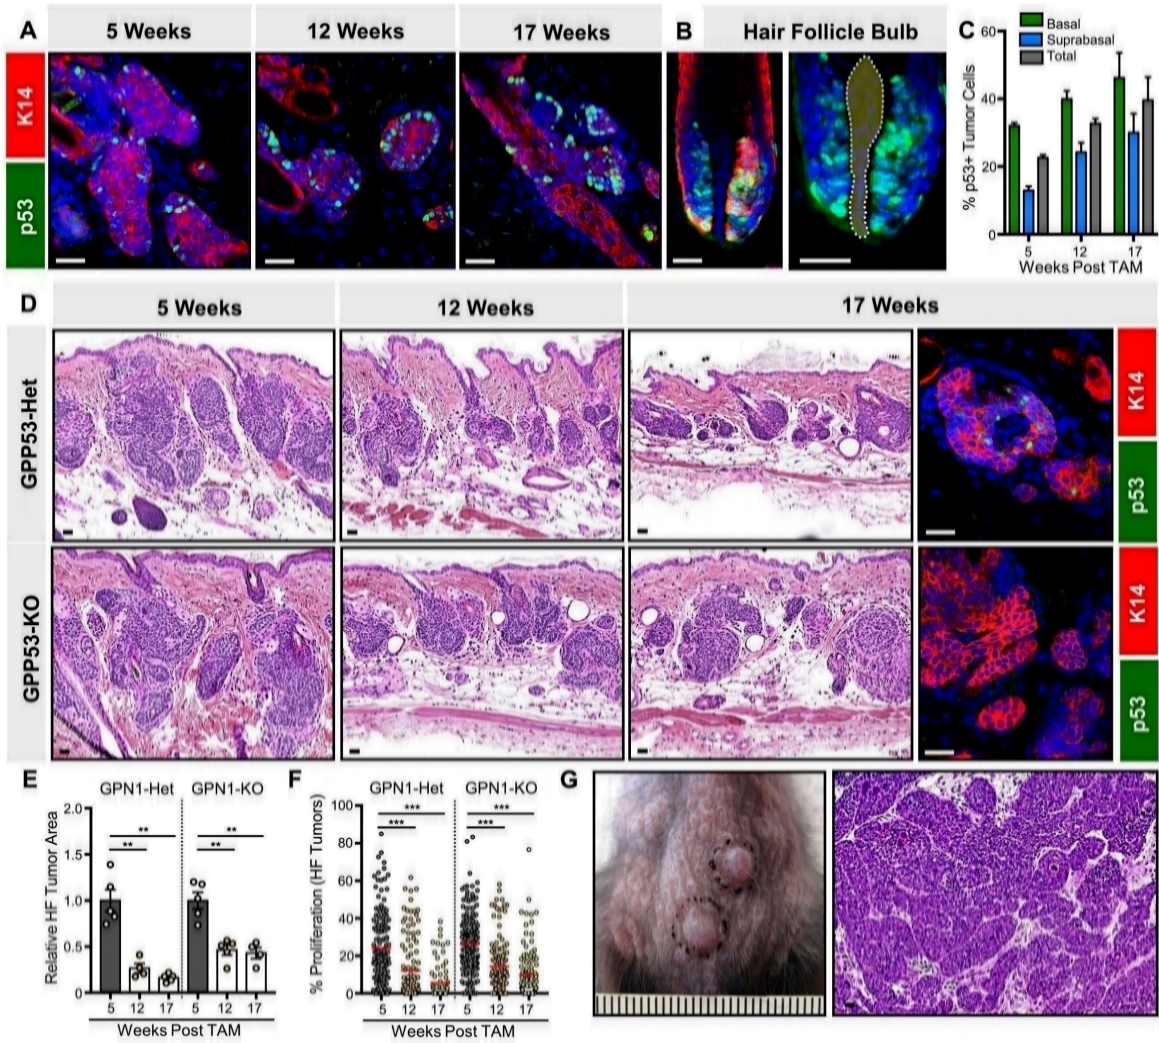 A
5 Weeks
12 Weeks
17 Weeks
K14
p53
B
Hair Follicle Bulb
C
Basal
Suprabasal
Total
% p53+ Tumor Cells
60
40
20
0
5
12
17
Weeks Post TAM
D
5 Weeks
12 Weeks
17 Weeks
GPP53-Het
K14
p53
GPP53-KO
K14
p53
E
GPN1-Het
GPN1-KO
Relative HF Tumor Area
2.0
1.5
1.0
0.5
0
** ** ** **
5 12 17 5 12 17
Weeks Post TAM
F
GPN1-Het
GPN1-KO
% Proliferation (HF Tumors)
100
80
60
40
20
0
*** *** *** ***
5 12 17 5 12 17
Weeks Post TAM
G